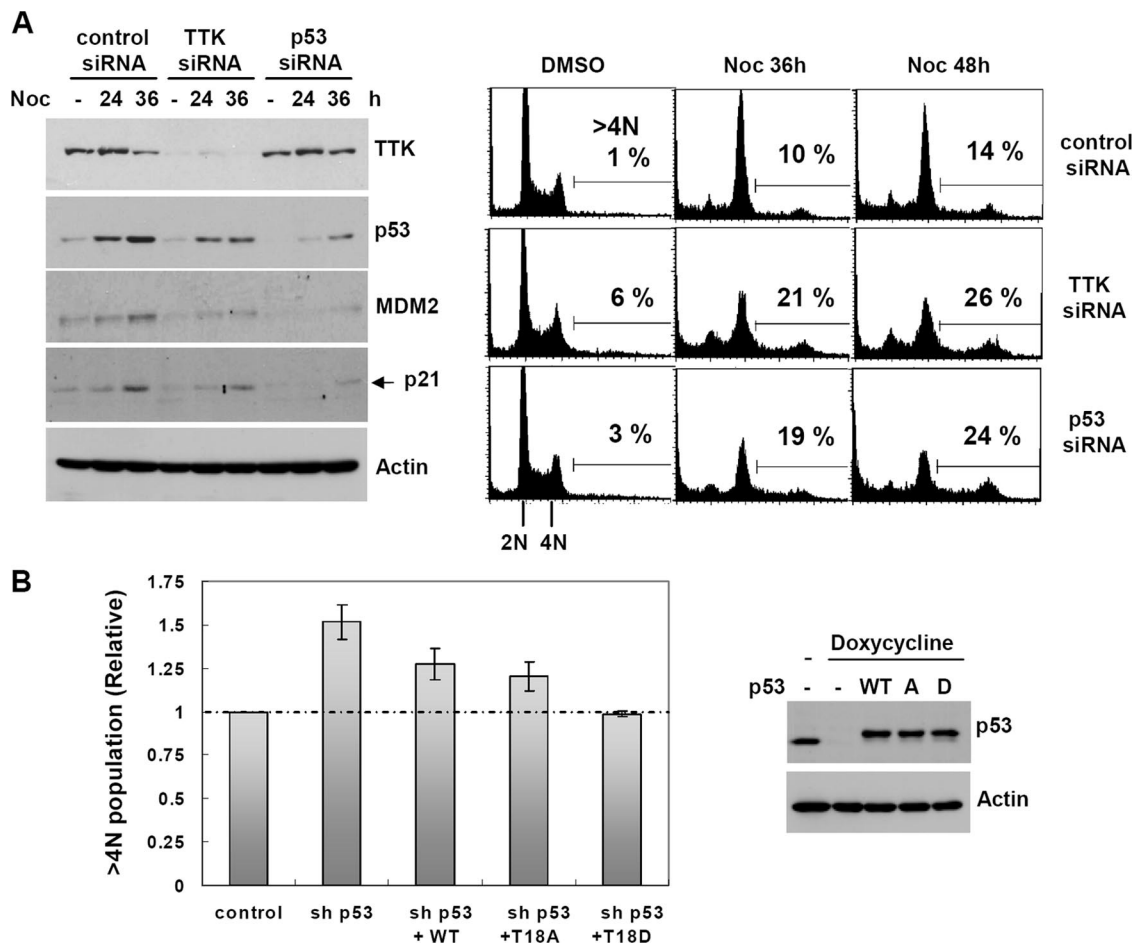 A
control siRNA TTK siRNA p53 siRNA
Noc - 24 36 - 24 36 - 24 36 h
TTK
p53
MDM2
p21
Actin
DMSO Noc 36h Noc 48h
>4N
1 % 10 % 14 % control siRNA
6 % 21 % 26 % TTK siRNA
3 % 19 % 24 % p53 siRNA
2N 4N
B
>4N population (Relative)
1.75
1.5
1.25
1
0.75
0.5
0.25
0
control sh p53 sh p53 + WT sh p53 +T18A sh p53 +T18D
- Doxycycline
p53 - - WT A D
p53
Actin